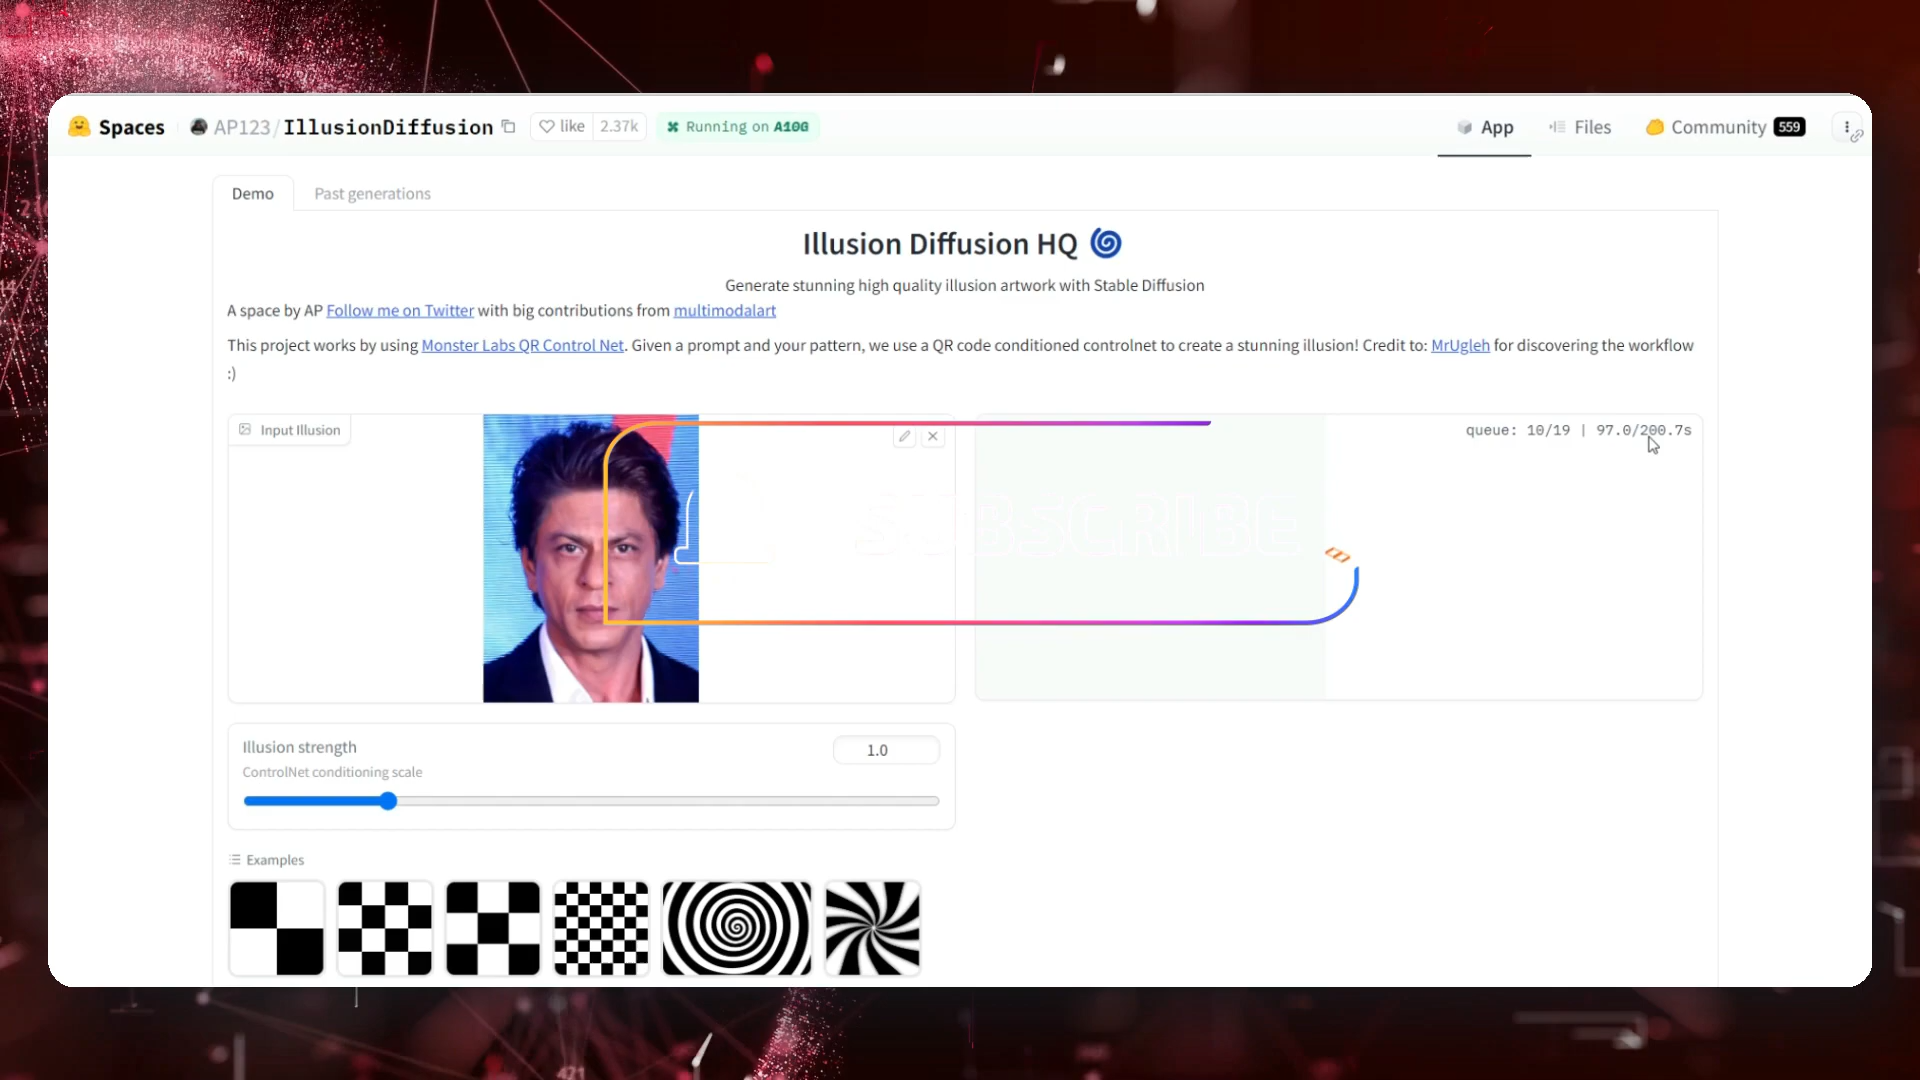 Spaces AP123/IllusionDiffusion like 2.37k Running on A10G App Files Community 559
Demo Past generations
Illusion Diffusion HQ
Generate stunning high quality illusion artwork with Stable Diffusion
A space by AP Follow me on Twitter with big contributions from multimodalart
This project works by using Monster Labs QR Control Net. Given a prompt and your pattern, we use a QR code conditioned controlnet to create a stunning illusion! Credit to: MrUgleh for discovering the workflow
:)
Input Illusion
queue: 10/19 | 97.0/200.7s
SUBSCRIBE
Illusion strength 1.0
ControlNet conditioning scale
Examples